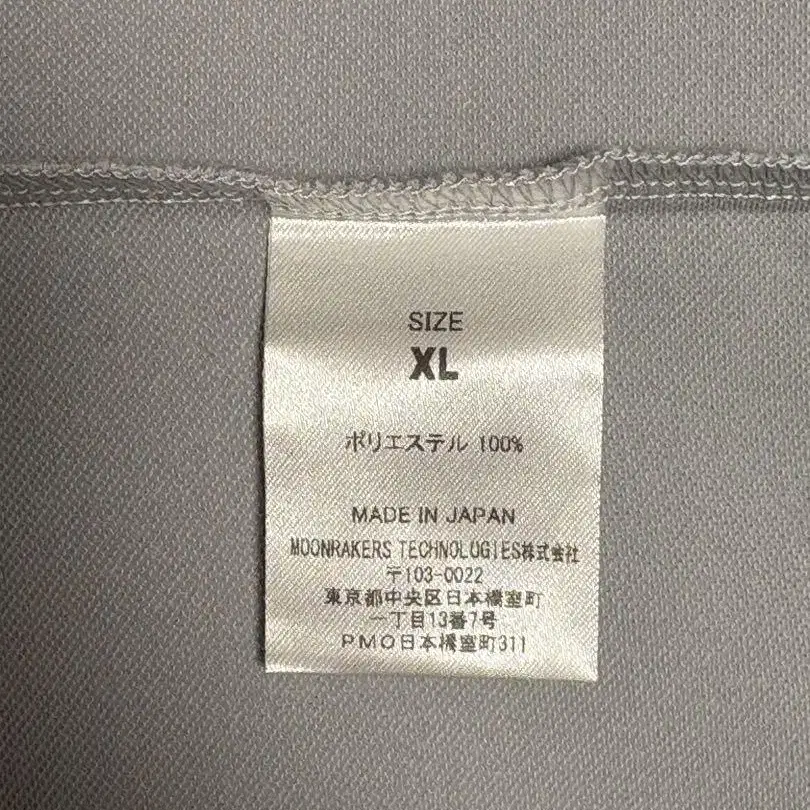 SIZE
XL
ポリエステル 100%
MADE IN JAPAN
MOONRAKERS TECHNOLOGIES株式会社
〒103-0022
東京都中央区日本橋室町
一丁目13番7号
PMO日本橋室町311